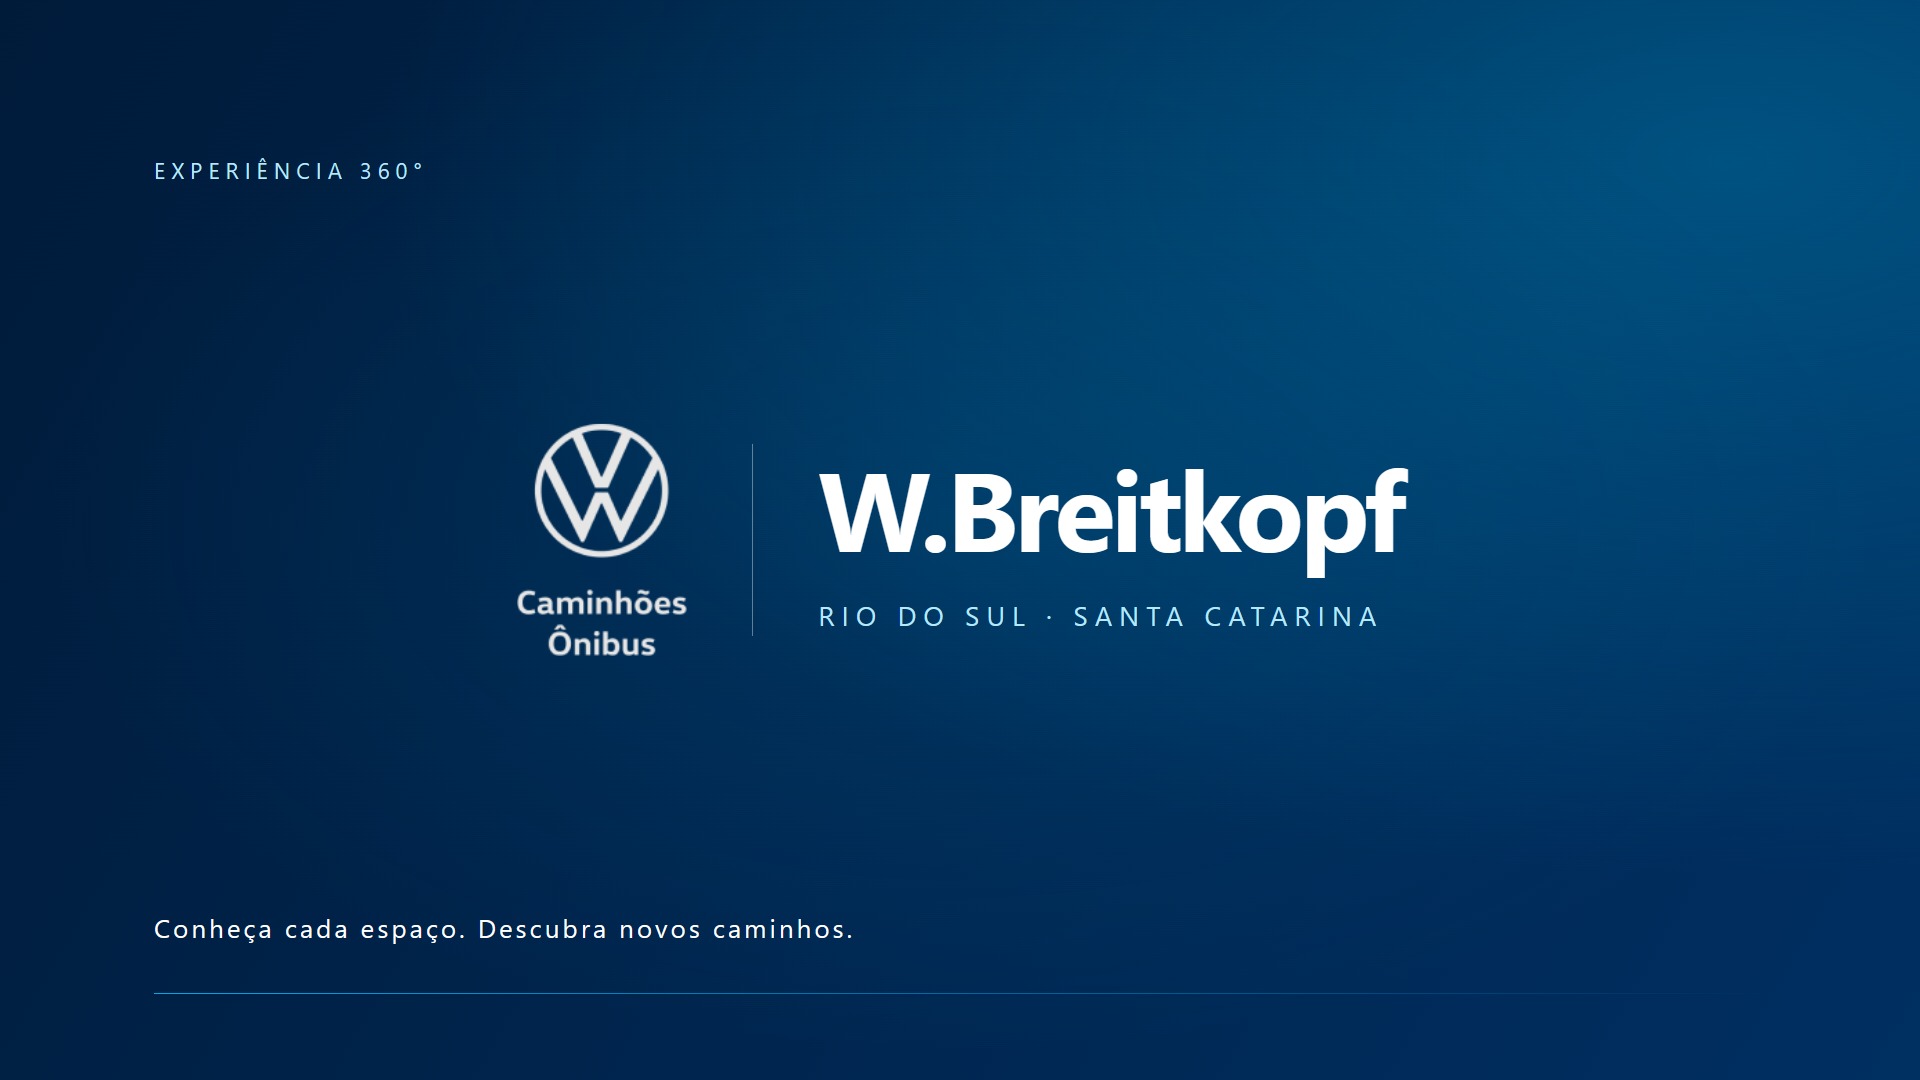 EXPERIÊNCIA 360°
Caminhões
Ônibus
W.Breitkopf
RIO DO SUL · SANTA CATARINA
Conheça cada espaço. Descubra novos caminhos.